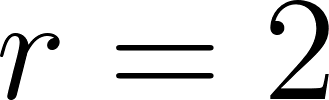 r = 2